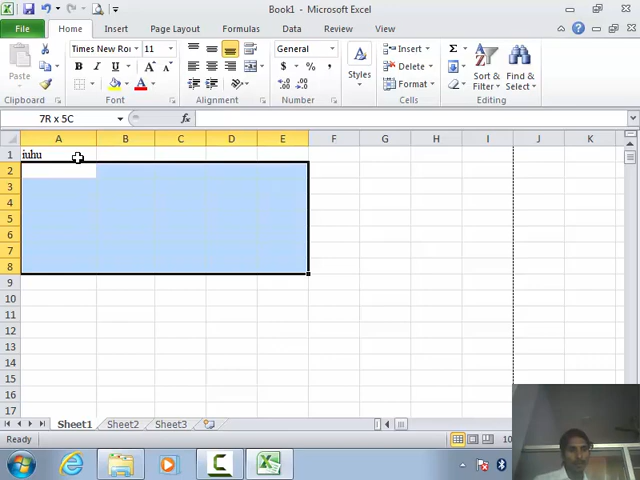 Book1 - Microsoft Excel
File Home Insert Page Layout Formulas Data Review View
Times New Roı 11 General Insert
Paste Styles Delete Sort & Filter Find & Select
Format
Clipboard Font Alignment Number Cells Editing
7R x 5C fx
A B C D E F G H I J K
1 iuhu
2
3
4
5
6
7
8
9
10
11
12
13
14
15
16
17
Sheet1 Sheet2 Sheet3
Ready 10